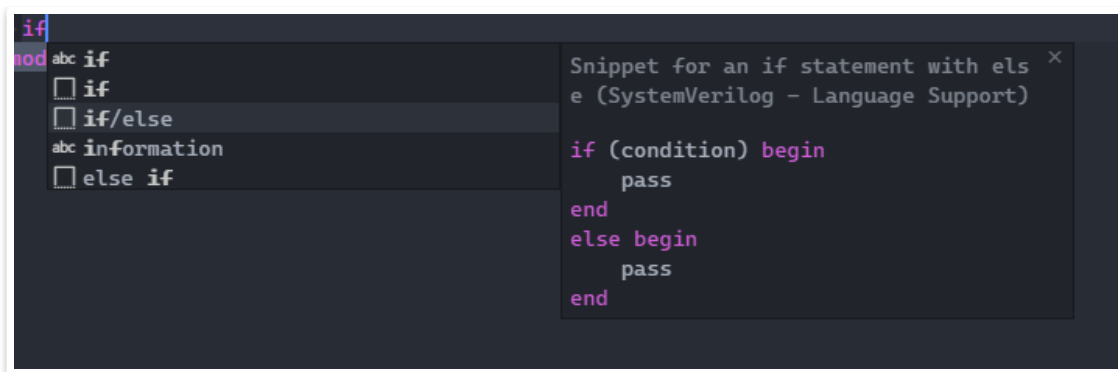 if
mod
abc if
if
if/else
abc information
else if
Snippet for an if statement with els
e (SystemVerilog - Language Support)
if (condition) begin
pass
end
else begin
pass
end